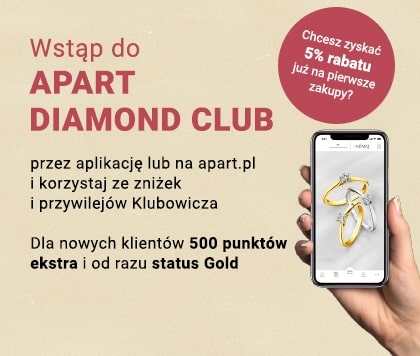 Wstąp do
APART
DIAMOND CLUB
Chcesz zyskać
5% rabatu
już na pierwsze
zakupy?
przez aplikację lub na apart.pl
i korzystaj ze zniżek
i przywilejów Klubowicza
Dla nowych klientów 500 punktów
ekstra i od razu status Gold
APART